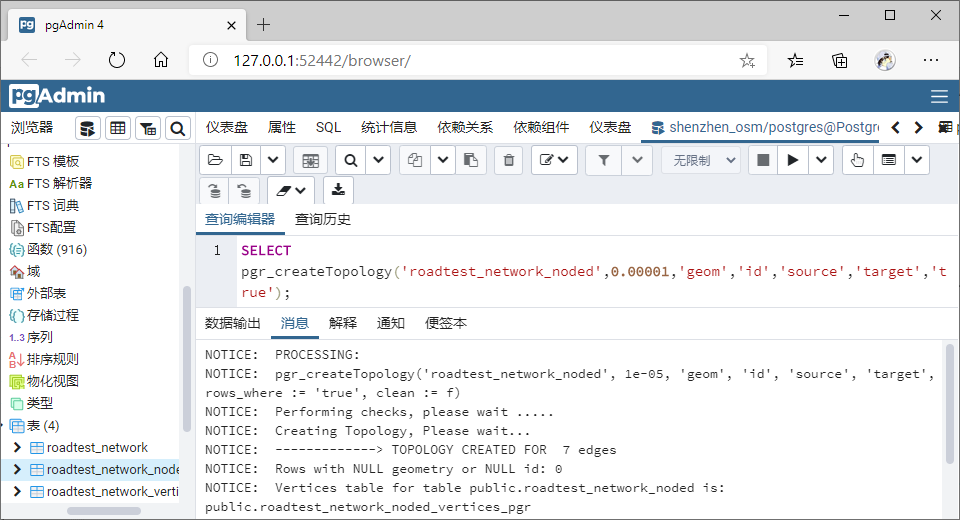 pgAdmin 4
127.0.0.1:52442/browser/
pgAdmin
浏览器
仪表盘 属性 SQL 统计信息 依赖关系 依赖组件 仪表盘 shenzhen_osm/postgres@Postgre
FTS 模板
Aa FTS 解析器
FTS 词典
FTS配置
函数 (916)
域
外部表
存储过程
1..3 序列
排序规则
物化视图
类型
表 (4)
roadtest_network
roadtest_network_node
roadtest_network_verti
无限制
查询编辑器 查询历史
1 SELECT
pgr_createTopology('roadtest_network_noded',0.00001,'geom','id','source','target','t
rue');
数据输出 消息 解释 通知 便签本
NOTICE: PROCESSING:
NOTICE: pgr_createTopology('roadtest_network_noded', 1e-05, 'geom', 'id', 'source', 'target',
rows_where := 'true', clean := f)
NOTICE: Performing checks, please wait .....
NOTICE: Creating Topology, Please wait...
NOTICE: -------------> TOPOLOGY CREATED FOR 7 edges
NOTICE: Rows with NULL geometry or NULL id: 0
NOTICE: Vertices table for table public.roadtest_network_noded is:
public.roadtest_network_noded_vertices_pgr